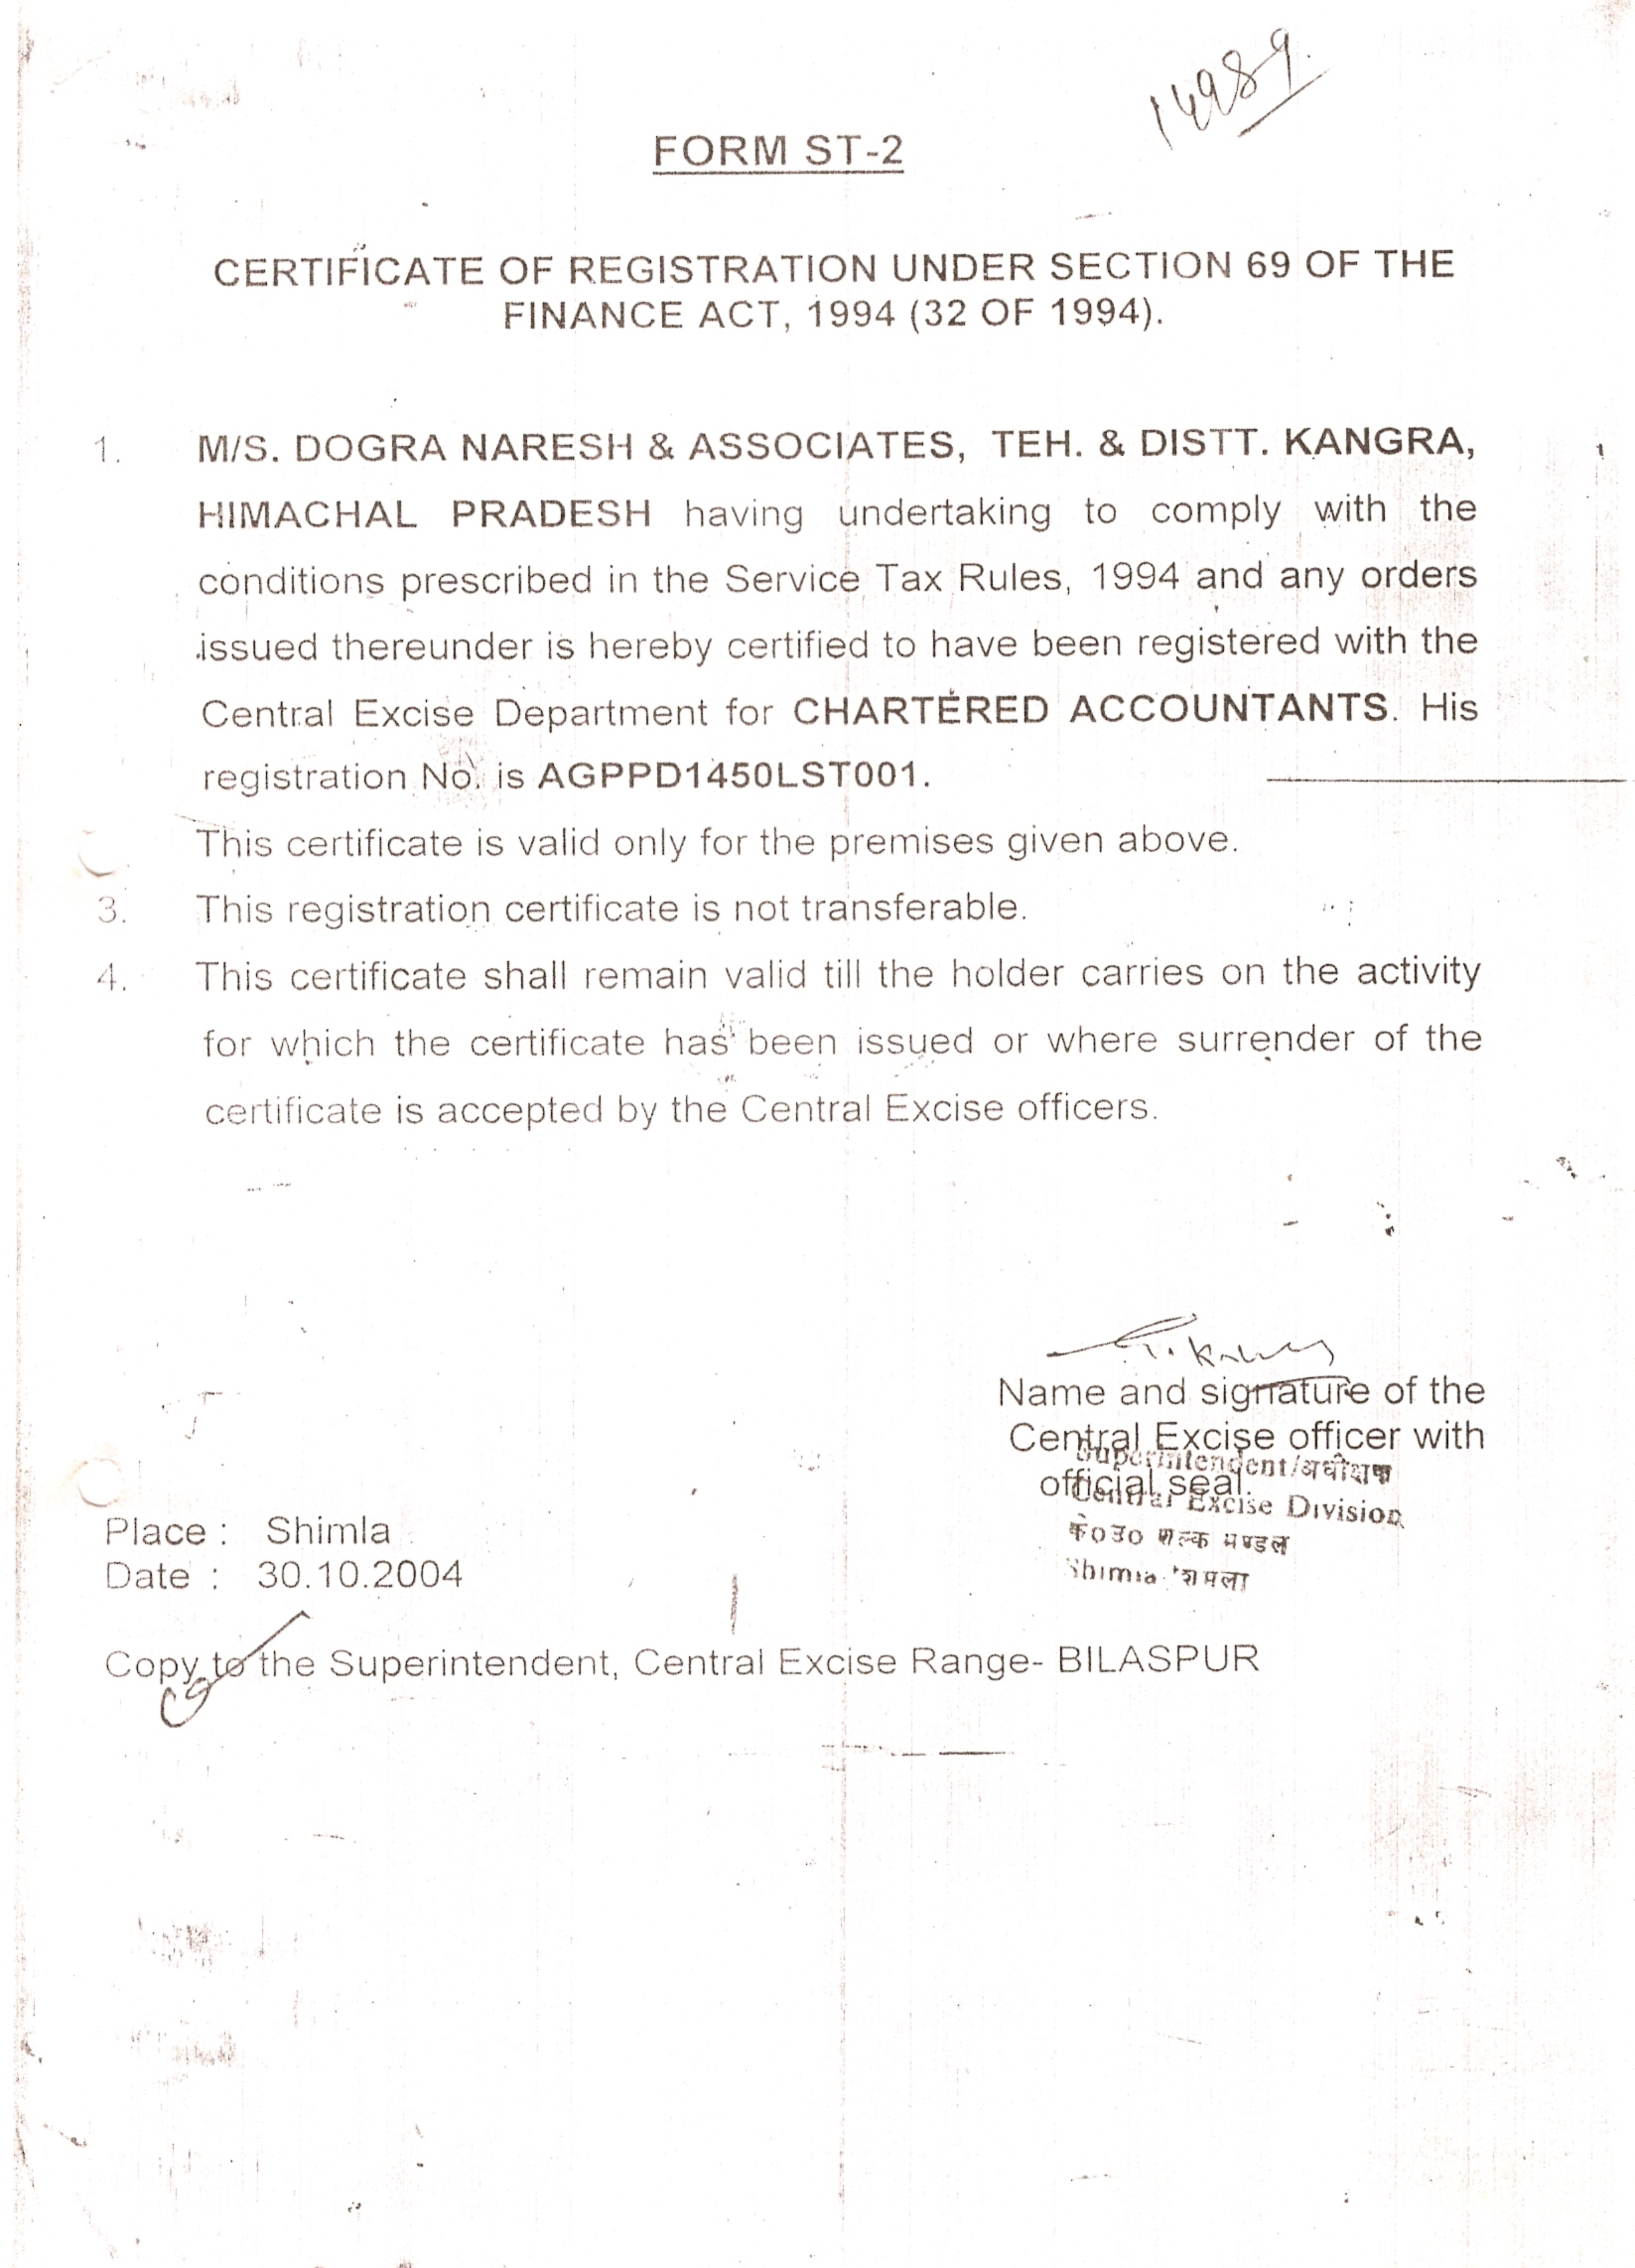 14989
FORM ST-2
CERTIFICATE OF REGISTRATION UNDER SECTION 69 OF THE
FINANCE ACT, 1994 (32 OF 1994).
1. M/S. DOGRA NARESH & ASSOCIATES, TEH. & DISTT. KANGRA,
HIMACHAL PRADESH having undertaking to comply with the
conditions prescribed in the Service Tax Rules, 1994 and any orders
issued thereunder is hereby certified to have been registered with the
Central Excise Department for CHARTERED ACCOUNTANTS. His
registration No. is AGPPD1450LST001.
This certificate is valid only for the premises given above.
3. This registration certificate is not transferable.
4. This certificate shall remain valid till the holder carries on the activity
for which the certificate has been issued or where surrender of the
certificate is accepted by the Central Excise officers.
Name and signature of the
Central Excise officer with
official seal.
Superintendent/अधीक्षक
Central Excise Division
के०उ० शुल्क मण्डल
Shimla शिमला
Place : Shimla
Date : 30.10.2004
Copy to the Superintendent, Central Excise Range- BILASPUR